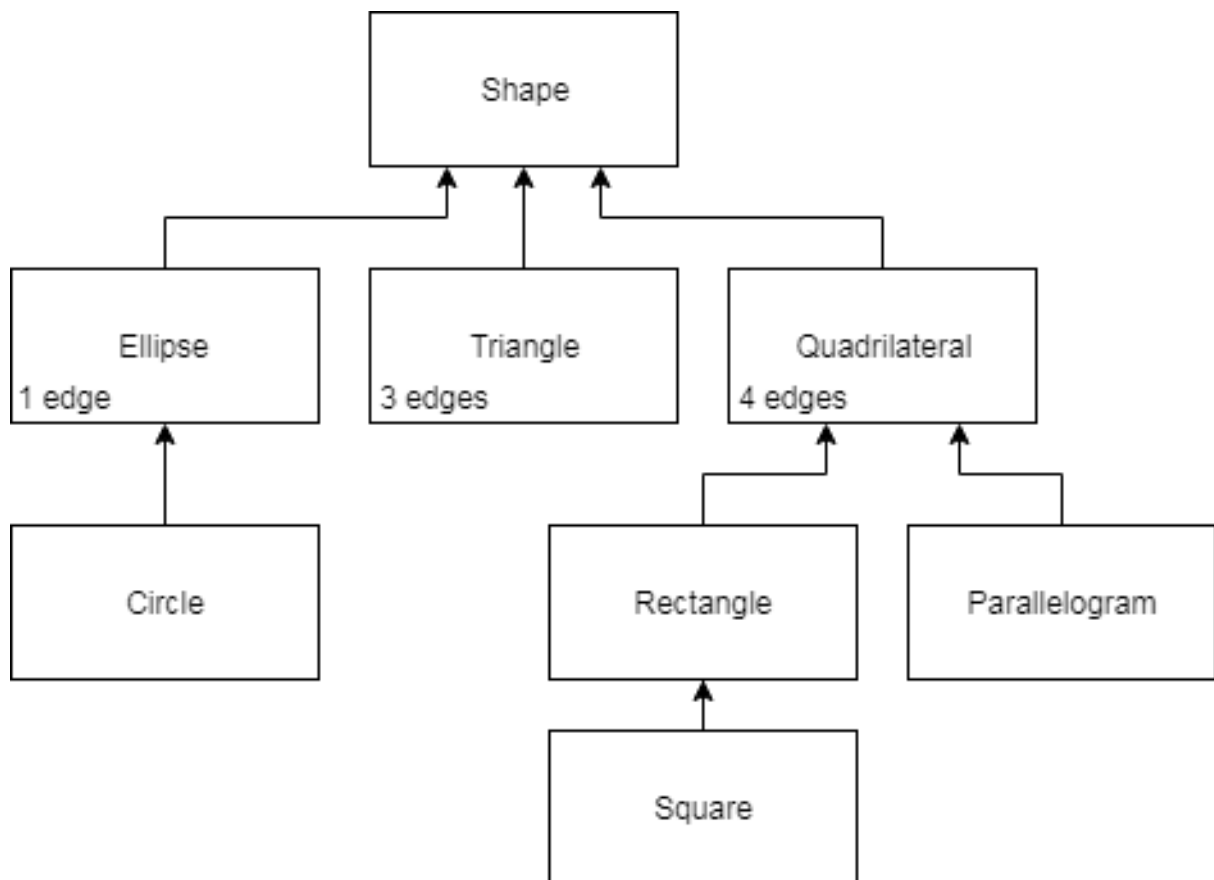 Shape
Ellipse
1 edge
Triangle
3 edges
Quadrilateral
4 edges
Circle
Rectangle
Parallelogram
Square